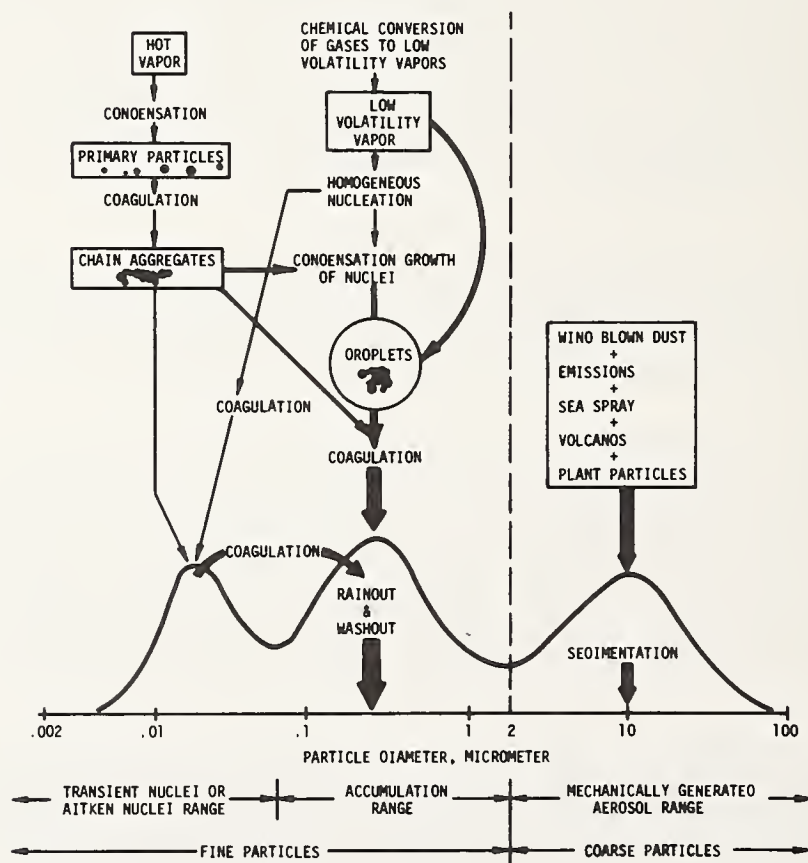 HOT
VAPOR
CONOENSATION
PRIMARY PARTICLES
COAGULATION
CHAIN AGGREGATES
CHEMICAL CONVERSION
OF GASES TO LOW
VOLATILITY VAPORS
LOW
VOLATILITY
VAPOR
HOMOGENEOUS
NUCLEATION
CONDENSATION GROWTH
OF NUCLEI
OROPLETS
COAGULATION
COAGULATION
WINO BLOWN DUST
+
EMISSIONS
+
SEA SPRAY
+
VOLCANOS
+
PLANT PARTICLES
COAGULATION
RAINOUT
&
WASHOUT
SEOIMENTATION
.002 .01 .1 1 2 10 100
PARTICLE OIAMETER, MICROMETER
TRANSIENT NUCLEI OR
AITKEN NUCLEI RANGE
ACCUMULATION
RANGE
MECHANICALLY GENERATED
AEROSOL RANGE
FINE PARTICLES
COARSE PARTICLES